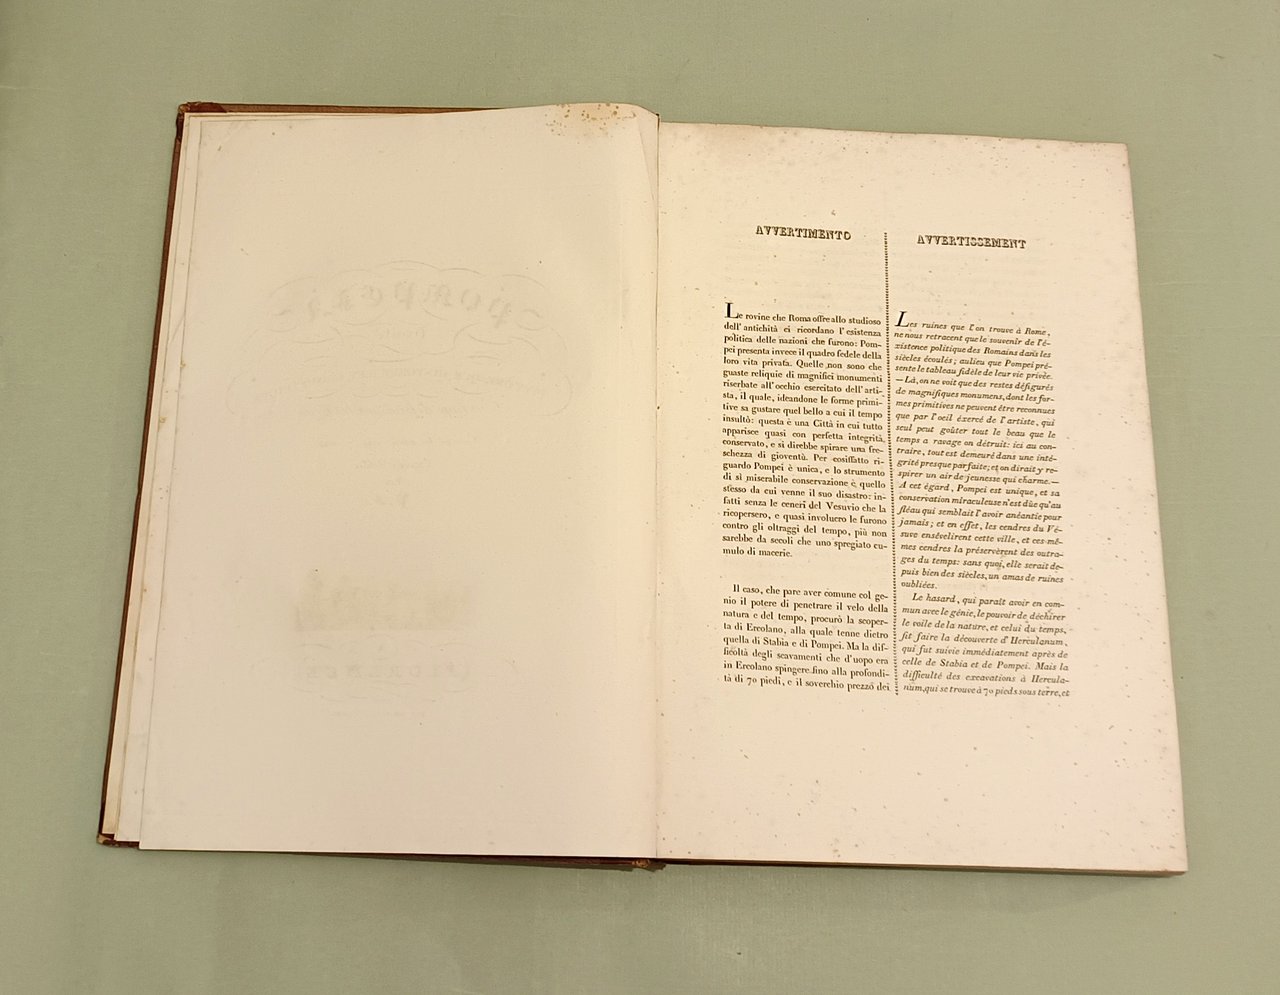 AVVERTIMENTO
Le rovine che Roma offre allo studioso
dell' antichità ci ricordano l'esistenza
politica delle nazioni che furono: Pom-
pei presenta invece il quadro fedele della
loro vita privata. Quelle non sono che
guaste reliquie di magnifici monumenti
riserbate all'occhio esercitato dell'arti-
sta, il quale, ideandone le forme primi-
tive sa gustare quel bello a cui il tempo
insultò: questa è una Città in cui tutto
apparisce quasi con perfetta integrità,
conservato, e si direbbe spirare una fre-
schezza di gioventù. Per cosiffatto ri-
guardo Pompei è unica, e lo strumento
di sì miserabile conservazione è quello
stesso da cui venne il suo disastro: in-
fatti senza le ceneri del Vesuvio che la
ricopersero, e quasi involucro le furono
contro gli oltraggi del tempo, più non
sarebbe da secoli che uno spregiato cu-
mulo di macerie.
Il caso, che pare aver comune col ge-
nio il potere di penetrare il velo della
natura e del tempo, procurò la scoper-
ta di Ercolano, alla quale tenne dietro
quella di Stabia e di Pompei. Ma la dif-
ficoltà degli scavamenti che d'uopo era
in Ercolano spingere fino alla profondi-
tà di 70 piedi, e il soverchio prezzo dei
AVVERTISSEMENT
Les ruines que l'on trouve à Rome,
ne nous retracent que le souvenir de l'é-
xistence politique des Romains dans les
siècles écoulés; aulieu que Pompei pré-
sente le tableau fidèle de leur vie privée.
—Là, on ne voit que des restes défigurés
de magnifiques monumens, dont les for-
mes primitives ne peuvent être reconnues
que par l'oeil éxercé de l'artiste, qui
seul peut goûter tout le beau que le
temps a ravage on détruit: ici au con-
traire, tout est demeuré dans une inté-
grité presque parfaite; et on dirait y re-
spirer un air de jeunesse qui charme.—
A cet égard, Pompei est unique, et sa
conservation miraculeuse n'est dûe qu'au
fléau qui semblait l'avoir anéantie pour
jamais; et en effet, les cendres du Vé-
suve ensévelirent cette ville, et ces mê-
mes cendres la préservèrent des outra-
ges du temps: sans quoi, elle serait de-
puis bien des siècles, un amas de ruines
oubliées.
Le hasard, qui paraît avoir en com-
mun avec le génie, le pouvoir de déchirer
le voile de la nature, et celui du temps,
fit faire la découverte d'Herculanum,
qui fut suivie immédiatement après de
celle de Stabia et de Pompei. Mais la
difficulté des excavations à Hercula-
num, qui se trouve à 70 pieds sous terre, et